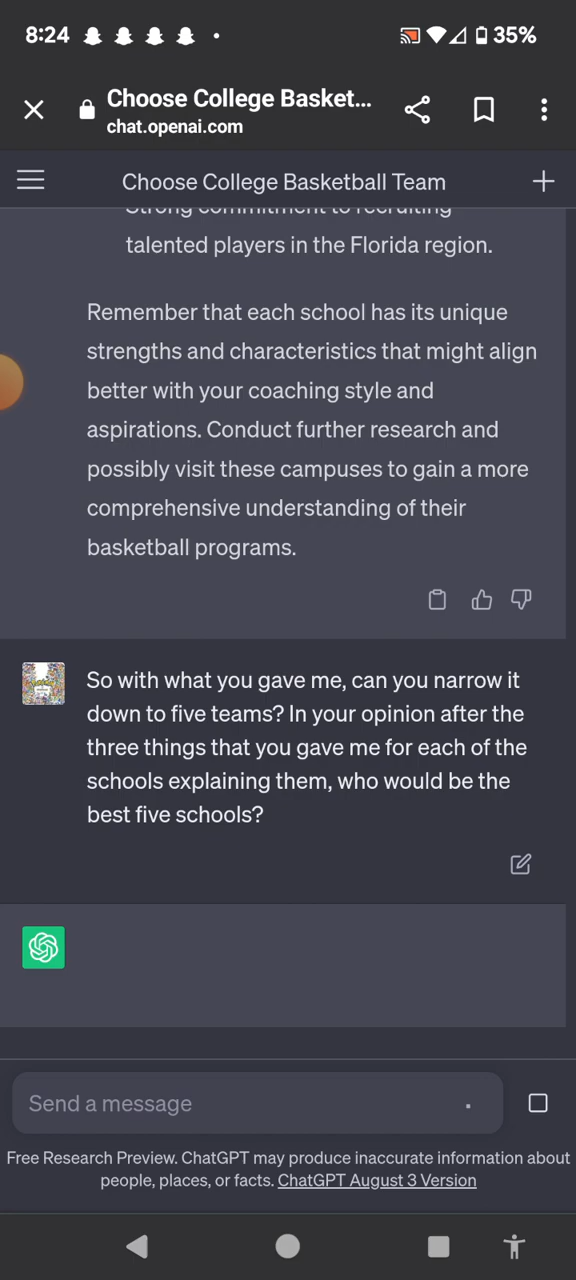 8:24
35%
Choose College Basket...
chat.openai.com
Choose College Basketball Team
Strong commitment to recruiting
talented players in the Florida region.
Remember that each school has its unique
strengths and characteristics that might align
better with your coaching style and
aspirations. Conduct further research and
possibly visit these campuses to gain a more
comprehensive understanding of their
basketball programs.
So with what you gave me, can you narrow it
down to five teams? In your opinion after the
three things that you gave me for each of the
schools explaining them, who would be the
best five schools?
Send a message
Free Research Preview. ChatGPT may produce inaccurate information about
people, places, or facts. ChatGPT August 3 Version